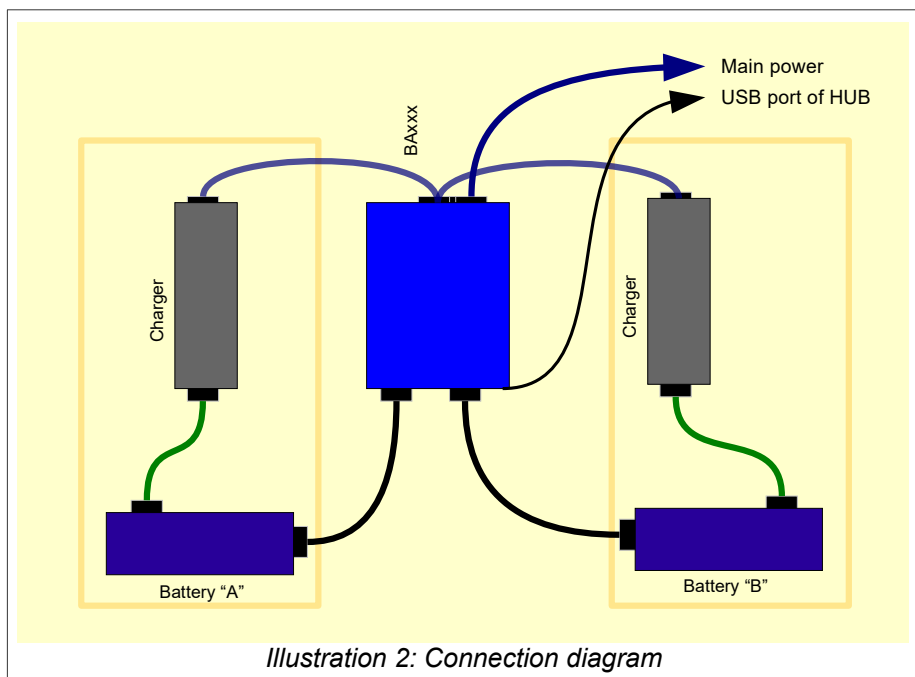 Main power
USB port of HUB
BAxxx
Charger
Charger
Battery “A”
Battery “B”
Illustration 2: Connection diagram